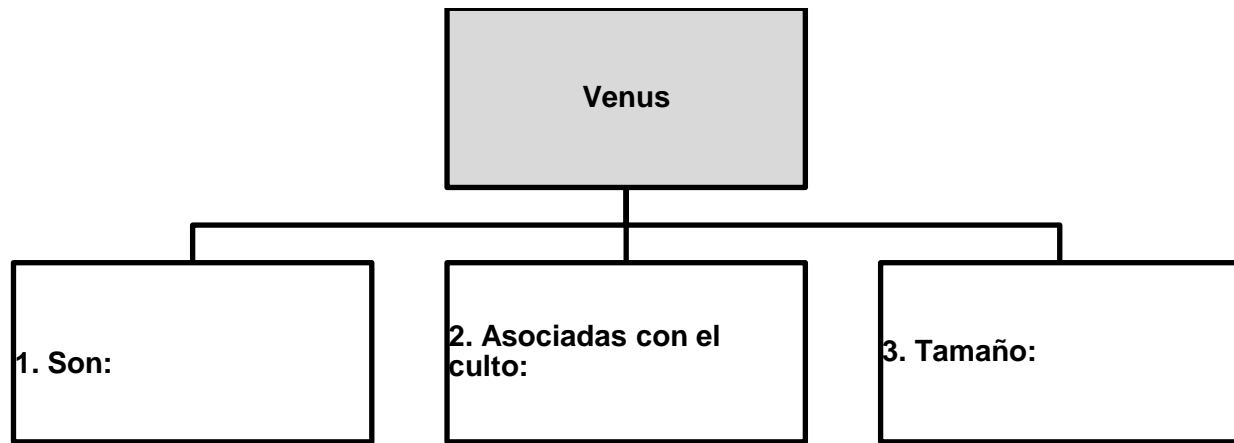 Venus
1. Son:
2. Asociadas con el
culto:
3. Tamaño: